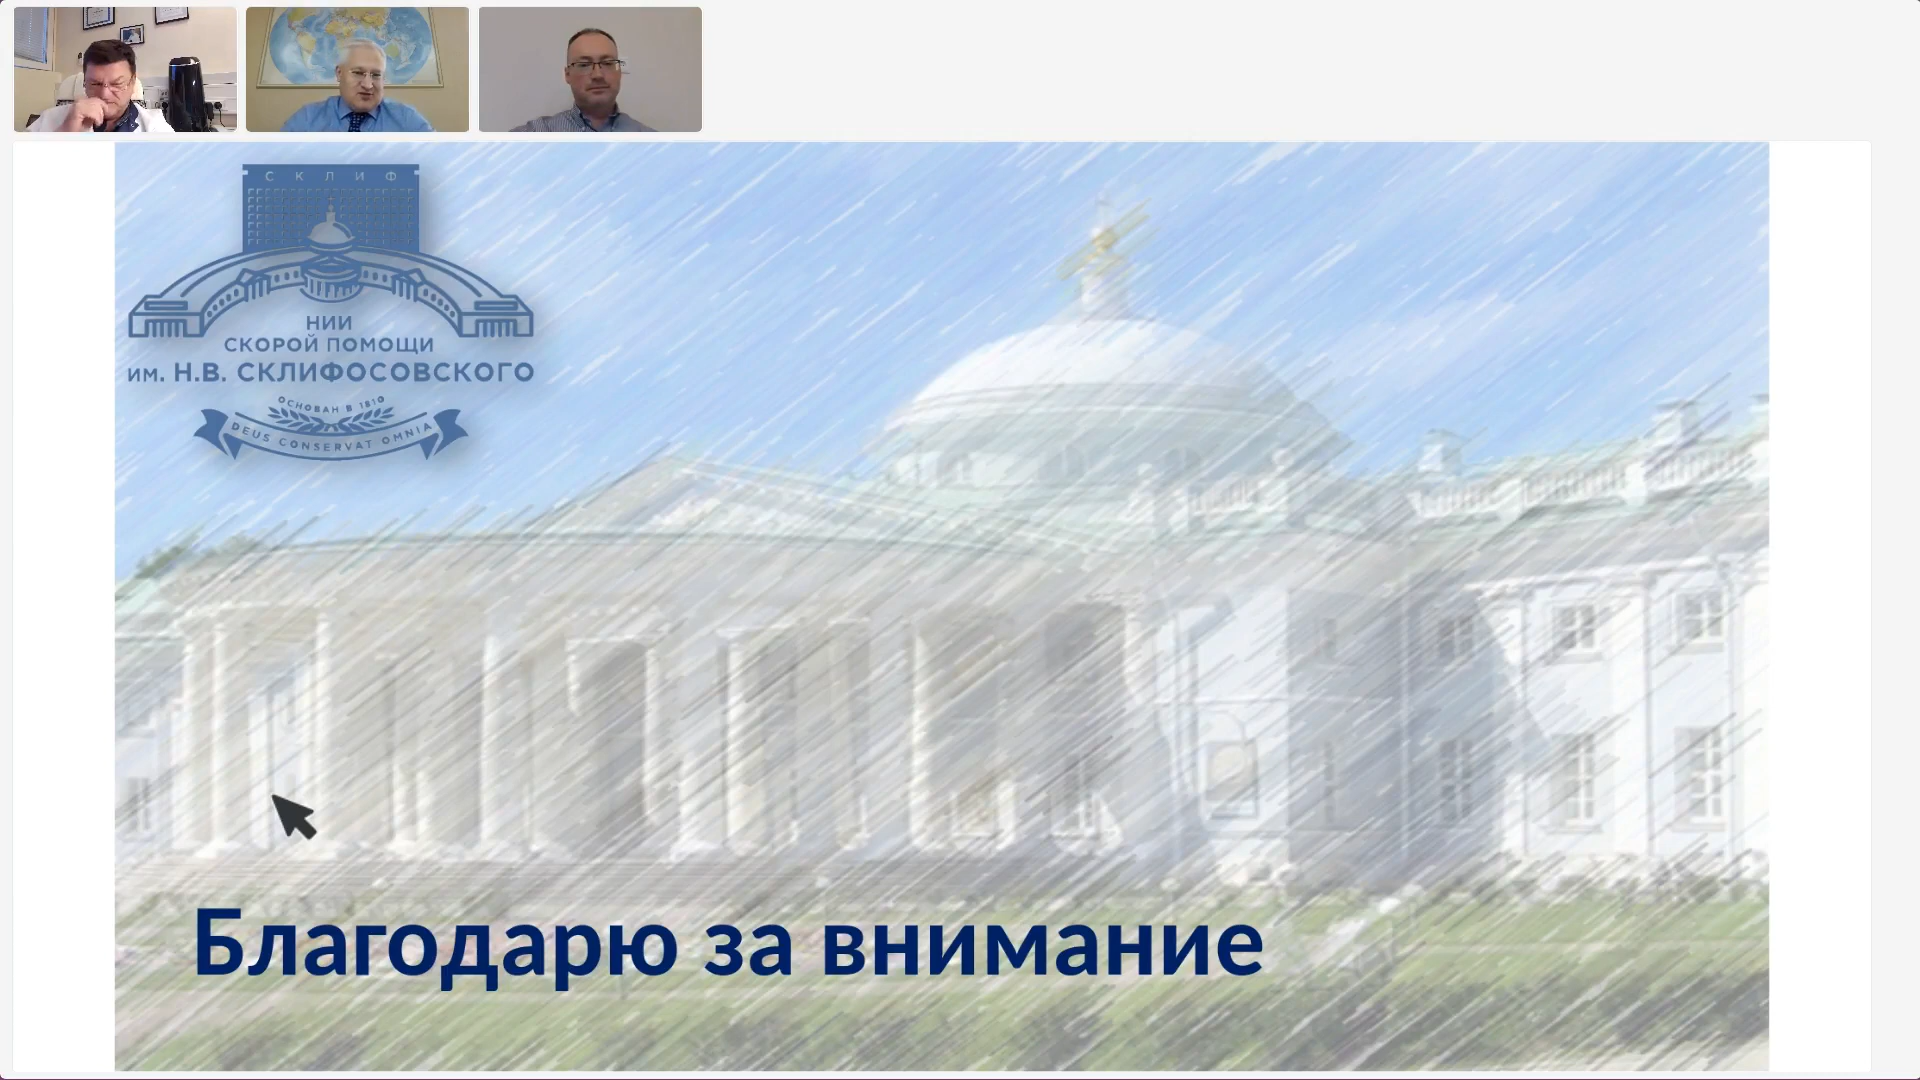 СКЛИФ
НИИ
СКОРОЙ ПОМОЩИ
им. Н.В. СКЛИФОСОВСКОГО
ОСНОВАН В 1810
DEUS CONSERVAT OMNIA
Благодарю за внимание